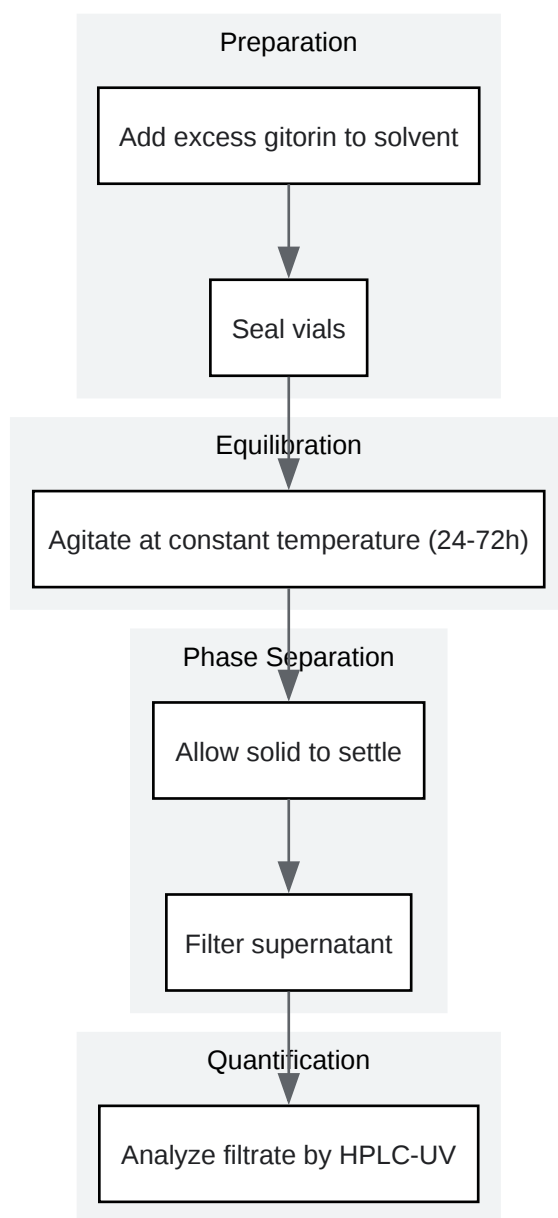 Preparation
Add excess gitorin to solvent
Seal vials
Equilibration
Agitate at constant temperature (24-72h)
Phase Separation
Allow solid to settle
Filter supernatant
Quantification
Analyze filtrate by HPLC-UV